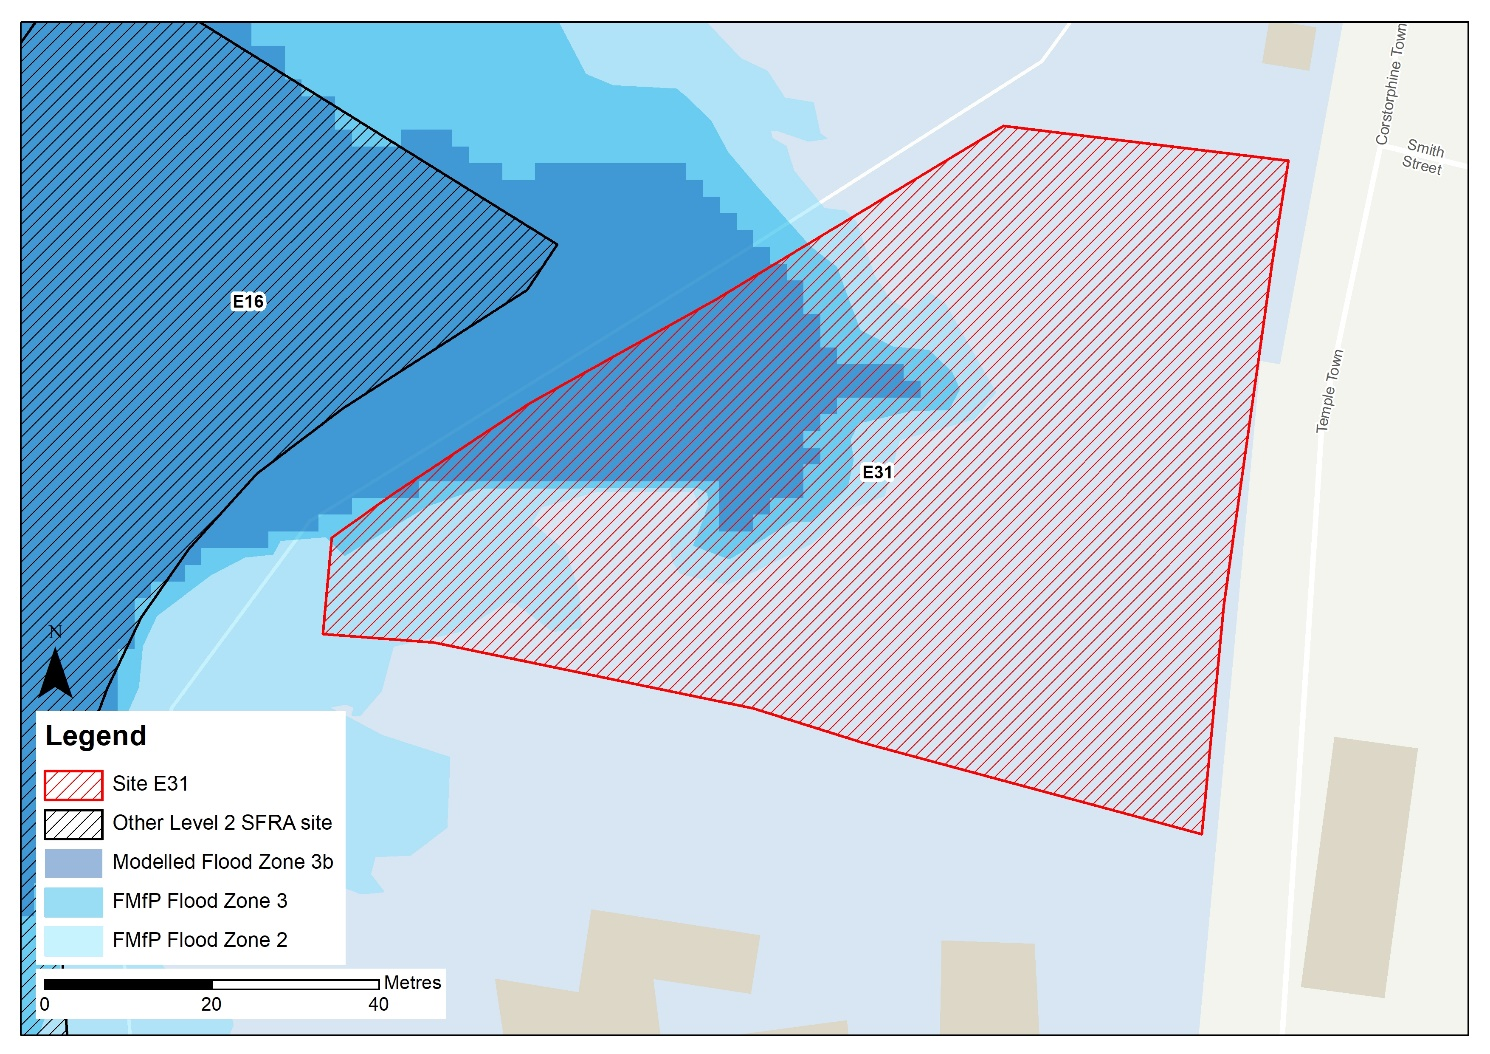 Corstorphine Town
Smith
Street
E16
Temple Town
E31
N
Legend
Site E31
Other Level 2 SFRA site
Modelled Flood Zone 3b
FMfP Flood Zone 3
FMfP Flood Zone 2
Metres
0 20 40